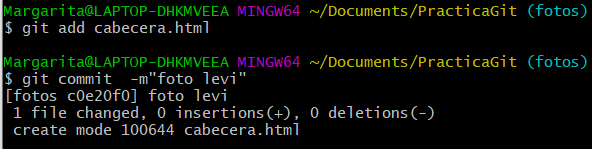 Margarita@LAPTOP-DHKMVEEA MINGW64 ~/Documents/PracticaGit (fotos)
$ git add cabecera.html
Margarita@LAPTOP-DHKMVEEA MINGW64 ~/Documents/PracticaGit (fotos)
$ git commit  -m"foto levi"
[fotos c0e20f0] foto levi
 1 file changed, 0 insertions(+), 0 deletions(-)
 create mode 100644 cabecera.html